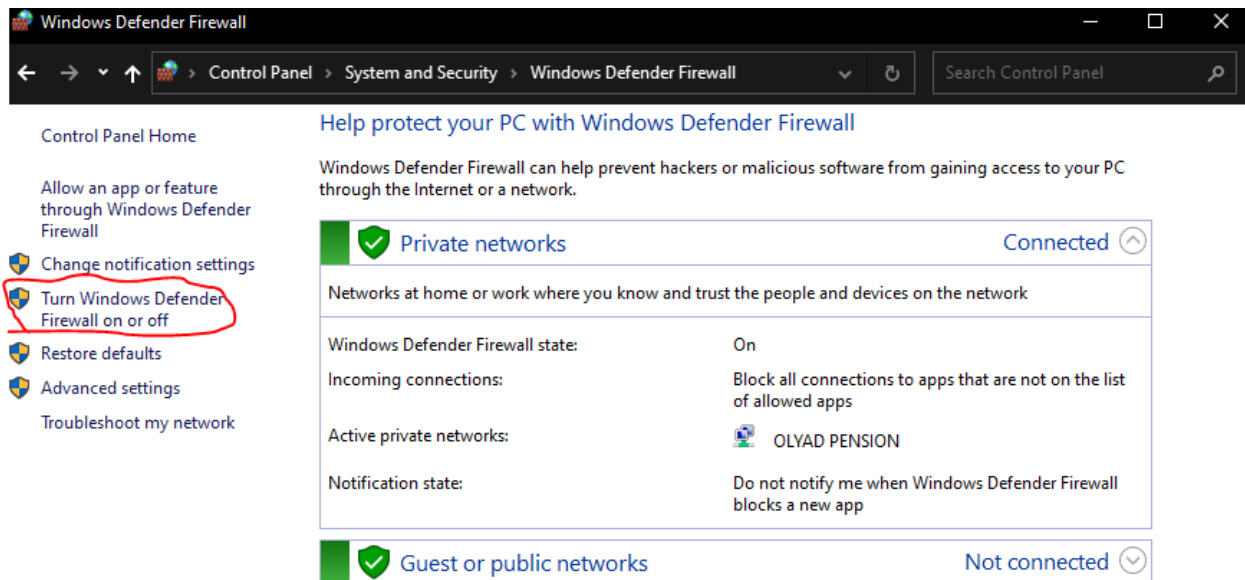 Windows Defender Firewall
Control Panel > System and Security > Windows Defender Firewall
Search Control Panel
Control Panel Home
Allow an app or feature
through Windows Defender
Firewall
Change notification settings
Turn Windows Defender
Firewall on or off
Restore defaults
Advanced settings
Troubleshoot my network
Help protect your PC with Windows Defender Firewall
Windows Defender Firewall can help prevent hackers or malicious software from gaining access to your PC
through the Internet or a network.
Private networks
Connected
Networks at home or work where you know and trust the people and devices on the network
Windows Defender Firewall state:
On
Incoming connections:
Block all connections to apps that are not on the list
of allowed apps
Active private networks:
OLYAD PENSION
Notification state:
Do not notify me when Windows Defender Firewall
blocks a new app
Guest or public networks
Not connected